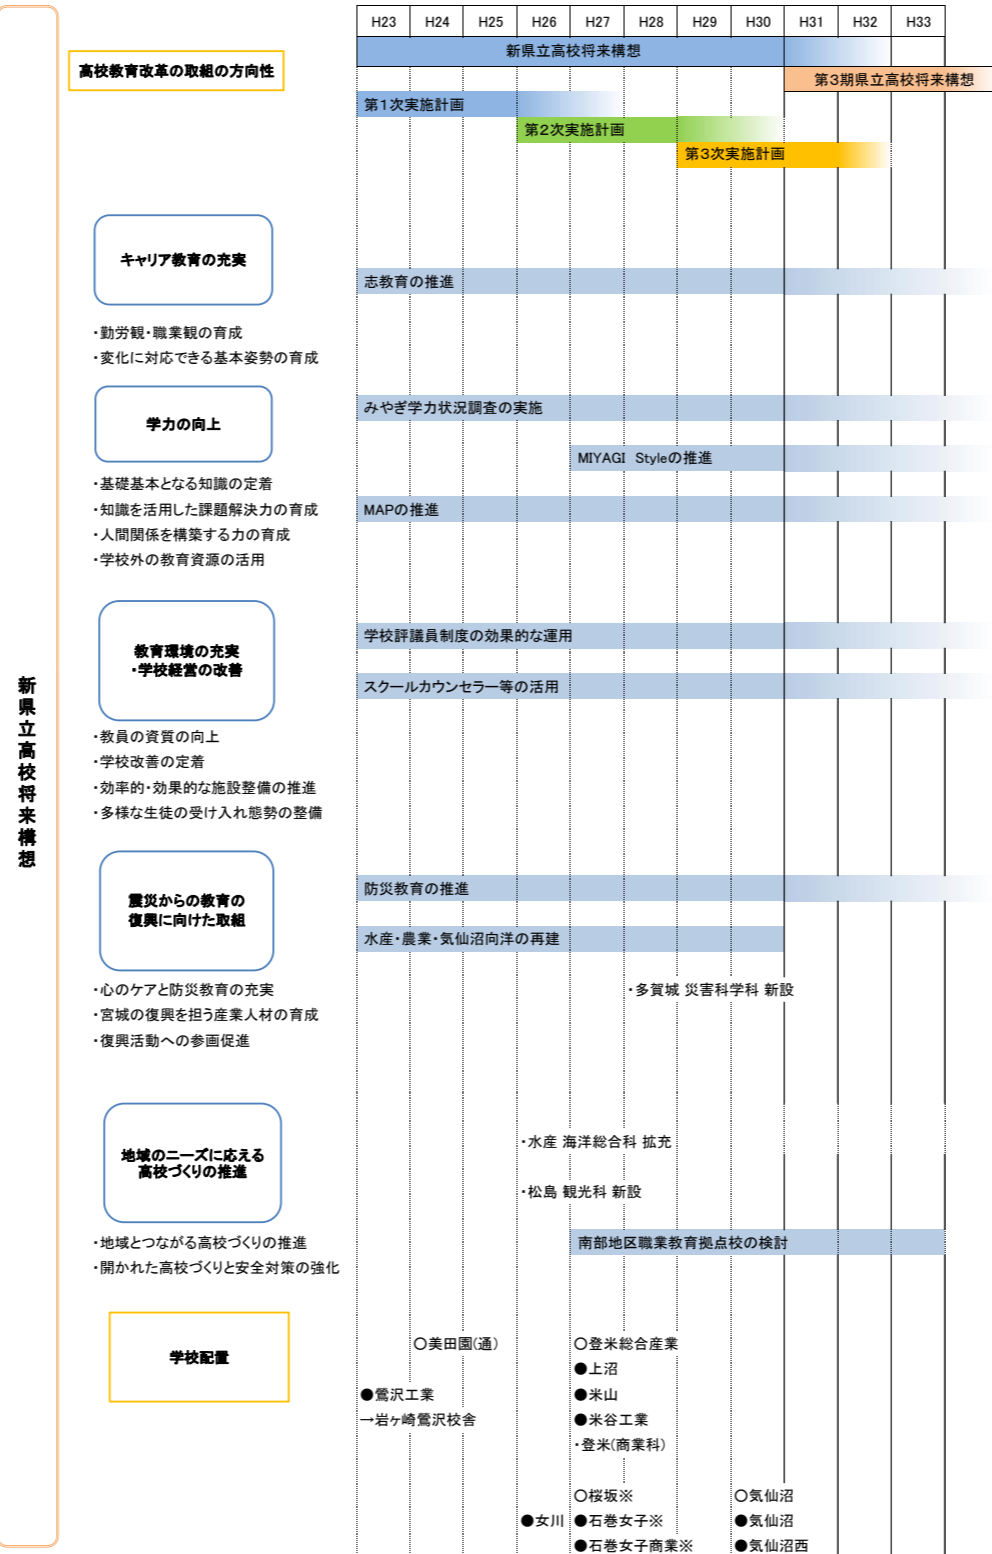 H23 H24 H25 H26 H27 H28 H29 H30 H31 H32 H33
新県立高校将来構想
高校教育改革の取組の方向性
第3期県立高校将来構想
第1次実施計画
第2次実施計画
第3次実施計画
キャリア教育の充実
志教育の推進
・勤労観・職業観の育成
・変化に対応できる基本姿勢の育成
みやぎ学力状況調査の実施
学力の向上
MIYAGI Styleの推進
・基礎基本となる知識の定着
・知識を活用した課題解決力の育成
MAPの推進
・人間関係を構築する力の育成
・学校外の教育資源の活用
学校評議員制度の効果的な運用
教育環境の充実
・学校経営の改善
スクールカウンセラー等の活用
・教員の資質の向上
・学校改善の定着
・効率的・効果的な施設整備の推進
・多様な生徒の受け入れ態勢の整備
新県立高校将来構想
防災教育の推進
震災からの教育の
復興に向けた取組
水産・農業・気仙沼向洋の再建
・心のケアと防災教育の充実
・多賀城 災害科学科 新設
・宮城の復興を担う産業人材の育成
・復興活動への参画促進
・水産 海洋総合科 拡充
地域のニーズに応える
高校づくりの推進
・松島 観光科 新設
・地域とつながる高校づくりの推進
南部地区職業教育拠点校の検討
・開かれた高校づくりと安全対策の強化
学校配置
○美田園(通) ○登米総合産業
●上沼
●鶯沢工業 ●米山
→岩ヶ崎鶯沢校舎 ●米谷工業
・登米(商業科)
○桜坂※ ○気仙沼
●女川 ●石巻女子※ ●気仙沼
●石巻女子商業※ ●気仙沼西